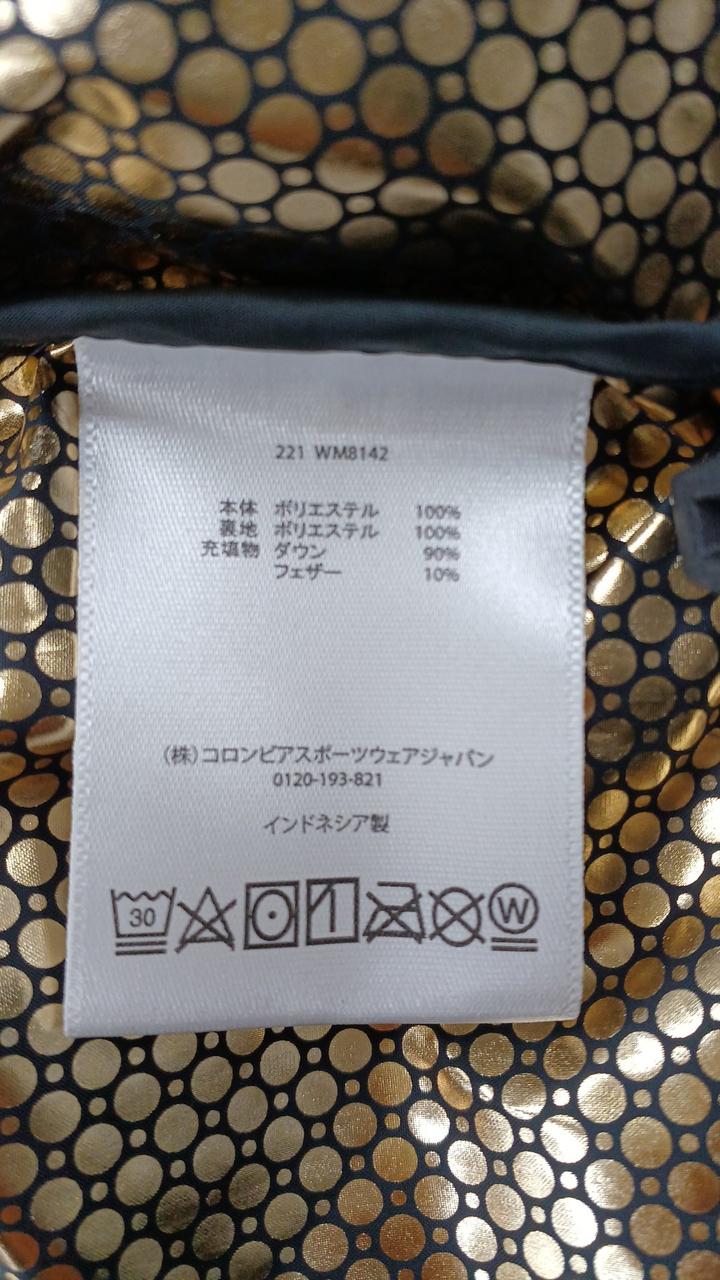 221 WM8142
本体 ポリエステル 100%
裏地 ポリエステル 100%
充填物 ダウン 90%
フェザー 10%
(株)コロンビアスポーツウェアジャパン
0120-193-821
インドネシア製
30 W